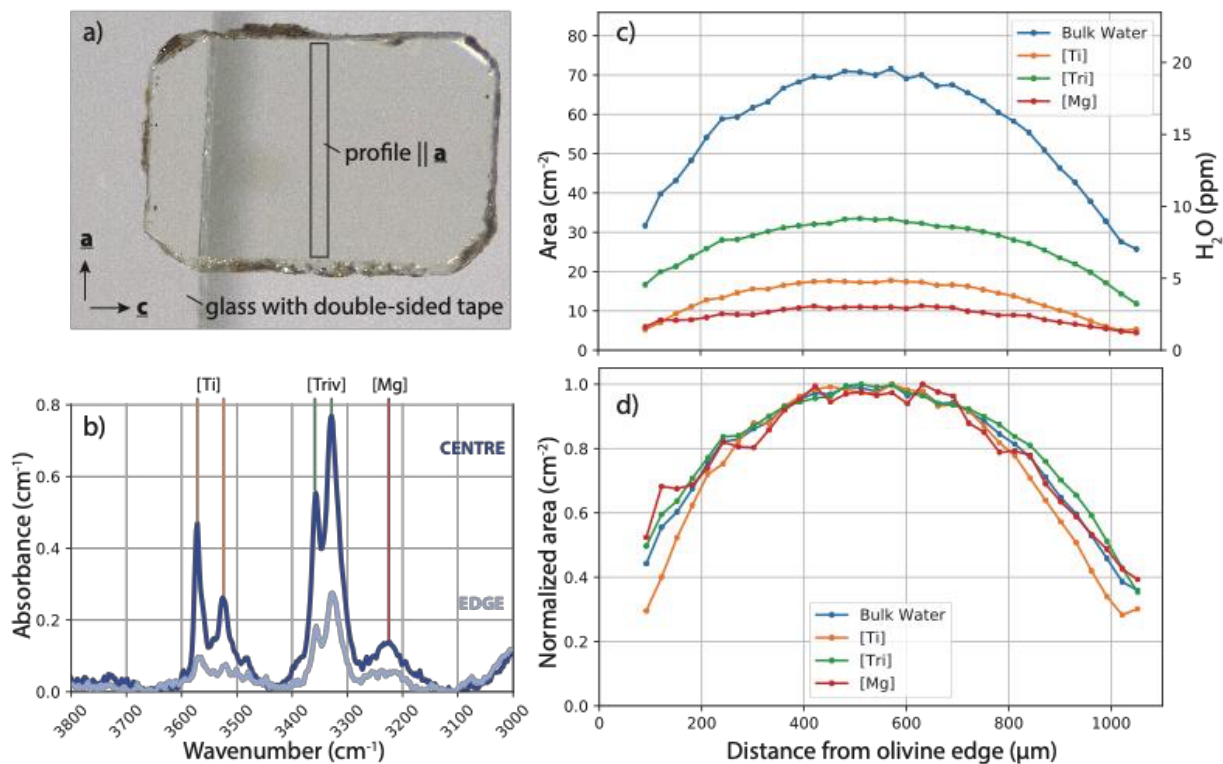 a)
profile || a
a
c
glass with double-sided tape
b)
[Ti]
[Triv]
[Mg]
CENTRE
EDGE
0.8
0.6
0.4
0.2
0.0
Absorbance (cm-1)
3800
3700
3600
3500
3400
3300
3200
3100
3000
Wavenumber (cm-1)
c)
Bulk Water
[Ti]
[Tri]
[Mg]
80
70
60
50
40
30
20
10
0
Area (cm-2)
20
15
10
5
0
H2O (ppm)
d)
Bulk Water
[Ti]
[Tri]
[Mg]
1.0
0.8
0.6
0.4
0.2
0.0
Normalized area (cm-2)
0
200
400
600
800
1000
Distance from olivine edge (μm)